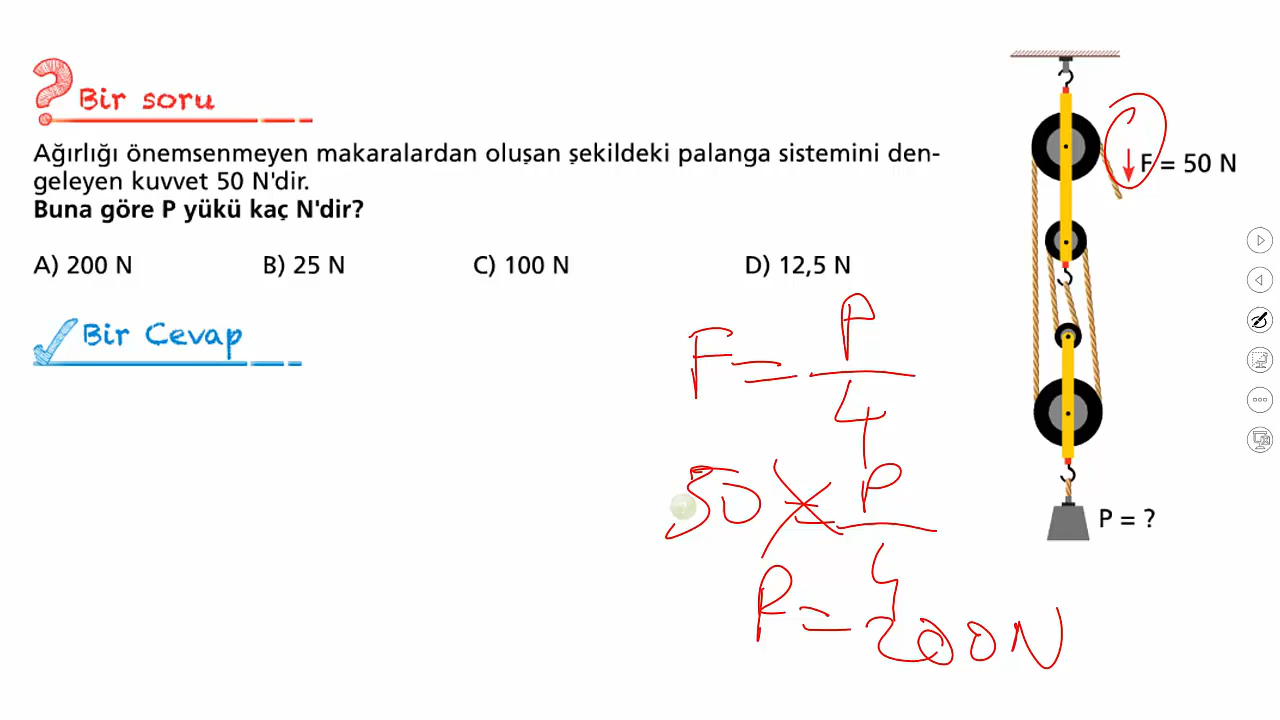 Bir soru
Ağırlığı önemsenmeyen makaralardan oluşan şekildeki palanga sistemini den-
geleyen kuvvet 50 N'dir.
Buna göre P yükü kaç N'dir?
A) 200 N B) 25 N C) 100 N D) 12,5 N
Bir Cevap
F = 50 N
P = ?
F = P
4
50 = P
4
P = 200 N